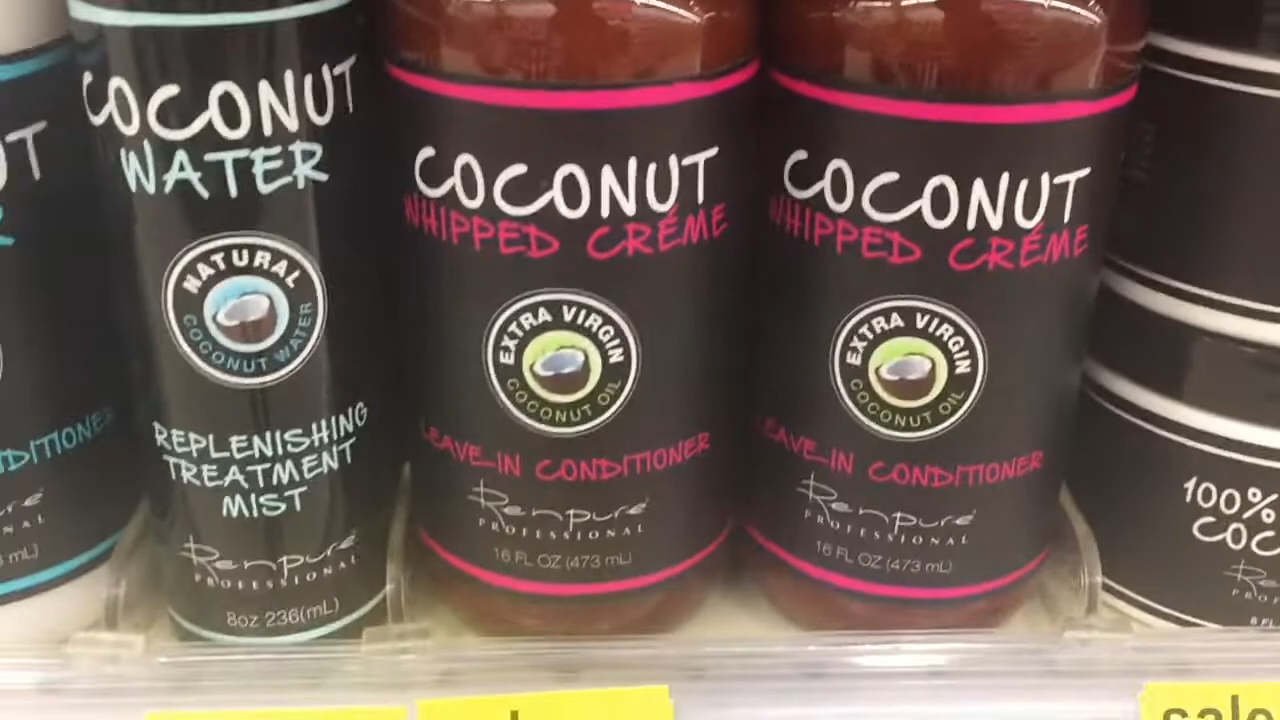 COCONUT
WATER
NATURAL
COCONUT WATER
REPLENISHING
TREATMENT
MIST
Renpure
PROFESSIONAL
8oz 236(mL)
COCONUT
WHIPPED CRÉME
EXTRA VIRGIN
COCONUT OIL
LEAVE-IN CONDITIONER
Renpure
PROFESSIONAL
16 FL OZ (473 mL)
COCONUT
WHIPPED CRÉME
EXTRA VIRGIN
COCONUT OIL
LEAVE-IN CONDITIONER
Renpure
PROFESSIONAL
16 FL OZ (473 mL)
100%
sale